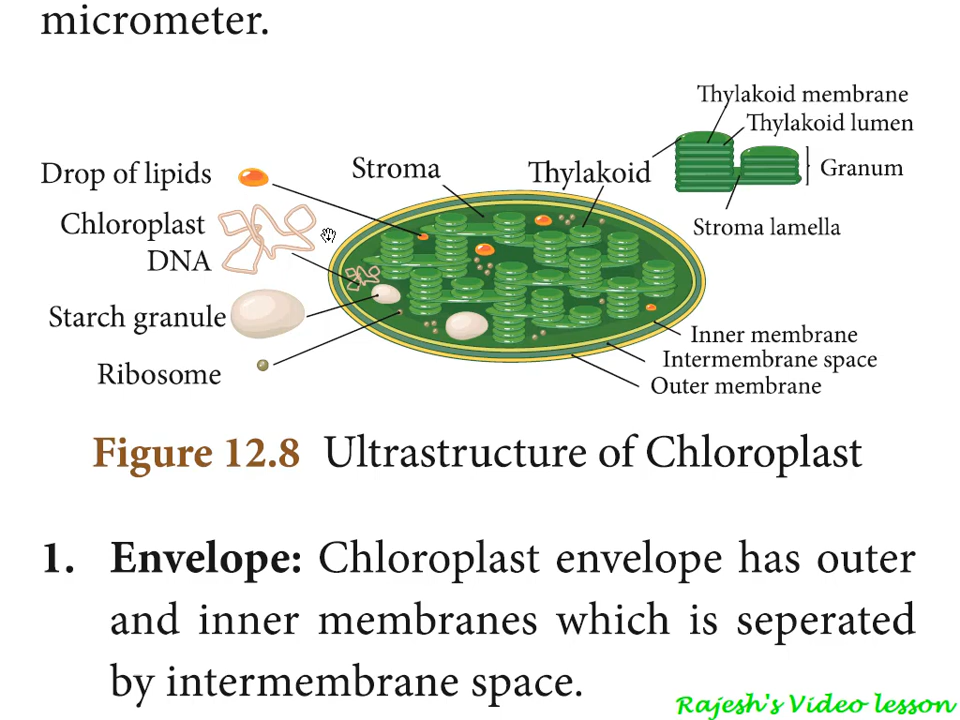 micrometer.
Thylakoid membrane
Thylakoid lumen
Granum
Stroma lamella
Drop of lipids
Stroma
Thylakoid
Chloroplast
DNA
Starch granule
Ribosome
Inner membrane
Intermembrane space
Outer membrane
Figure 12.8 Ultrastructure of Chloroplast
1. Envelope: Chloroplast envelope has outer
and inner membranes which is seperated
by intermembrane space.
Rajesh's Video lesson